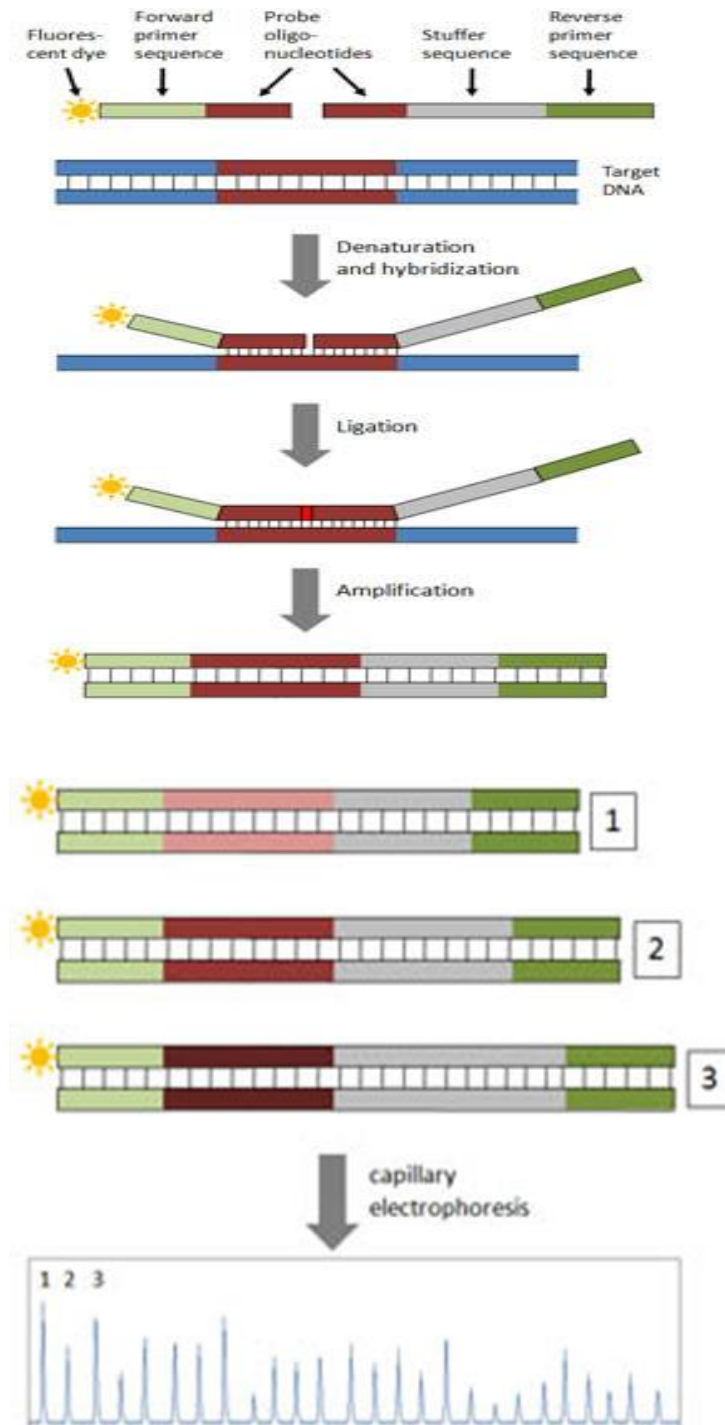 Fluores-
cent dye
Forward
primer
sequence
Probe
oligo-
nucleotides
Stuffer
sequence
Reverse
primer
sequence
Target
DNA
Denaturation
and hybridization
Ligation
Amplification
1
2
3
capillary
electrophoresis
1 2 3